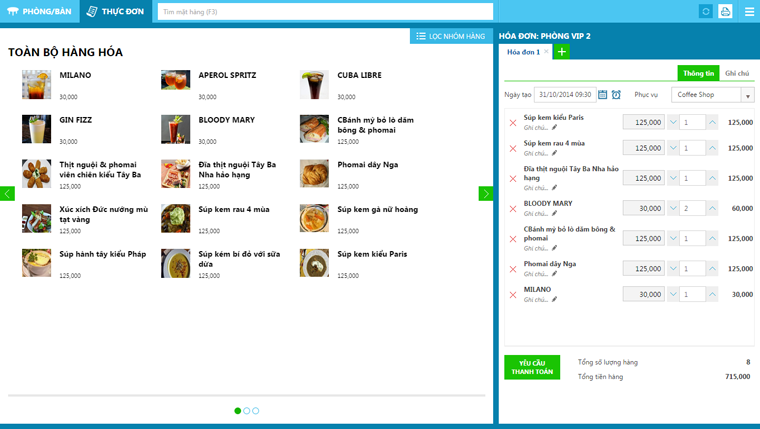 PHÒNG/BÀN
THỰC ĐƠN
Tìm mặt hàng (F3)
LỌC NHÓM HÀNG
TOÀN BỘ HÀNG HÓA
MILANO
30,000
APEROL SPRITZ
30,000
CUBA LIBRE
30,000
GIN FIZZ
30,000
BLOODY MARY
30,000
CBánh mỳ bỏ lò dăm
bông & phomai
125,000
Thịt nguội & phomai
viên chiên kiểu Tây Ba
125,000
Đĩa thịt nguội Tây Ba
Nha hảo hạng
125,000
Phomai dây Nga
125,000
Xúc xích Đức nướng mù
tạt vàng
125,000
Súp kem rau 4 mùa
125,000
Súp kem gà nữ hoàng
125,000
Súp hành tây kiểu Pháp
125,000
Súp kém bí đỏ với sữa
dừa
125,000
Súp kem kiểu Paris
125,000
HÓA ĐƠN: PHÒNG VIP 2
Hóa đơn 1 × +
Thông tin
Ghi chú
Ngày tạo
31/10/2014 09:30
Phục vụ
Coffee Shop
Súp kem kiểu Paris
Ghi chú...
125,000 1 125,000
Súp kem rau 4 mùa
Ghi chú...
125,000 1 125,000
Đĩa thịt nguội Tây Ba Nha hảo
hạng
Ghi chú...
125,000 1 125,000
BLOODY MARY
Ghi chú...
30,000 2 60,000
CBánh mỳ bỏ lò dăm bông &
phomai
Ghi chú...
125,000 1 125,000
Phomai dây Nga
Ghi chú...
125,000 1 125,000
MILANO
Ghi chú...
30,000 1 30,000
YÊU CẦU
THANH TOÁN
Tổng số lượng hàng 8
Tổng tiền hàng 715,000